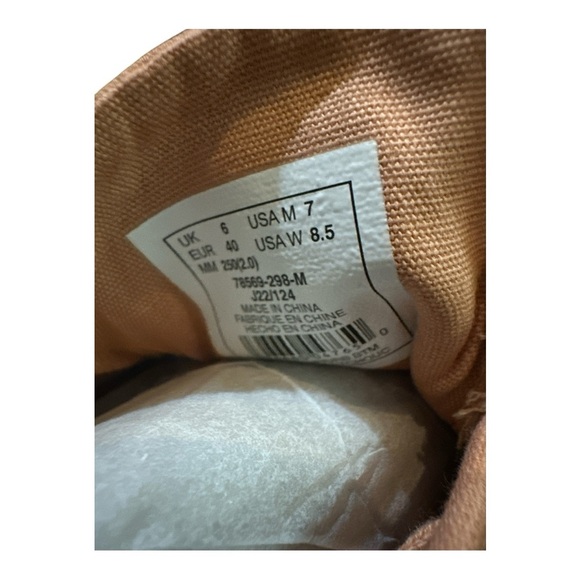 UK 6 USA M 7
EUR 40 USA W 8.5
MM 250(2.0)
78569-298-M
J22/124
MADE IN CHINA
FABRIQUE EN CHINE
HECHO EN CHINA